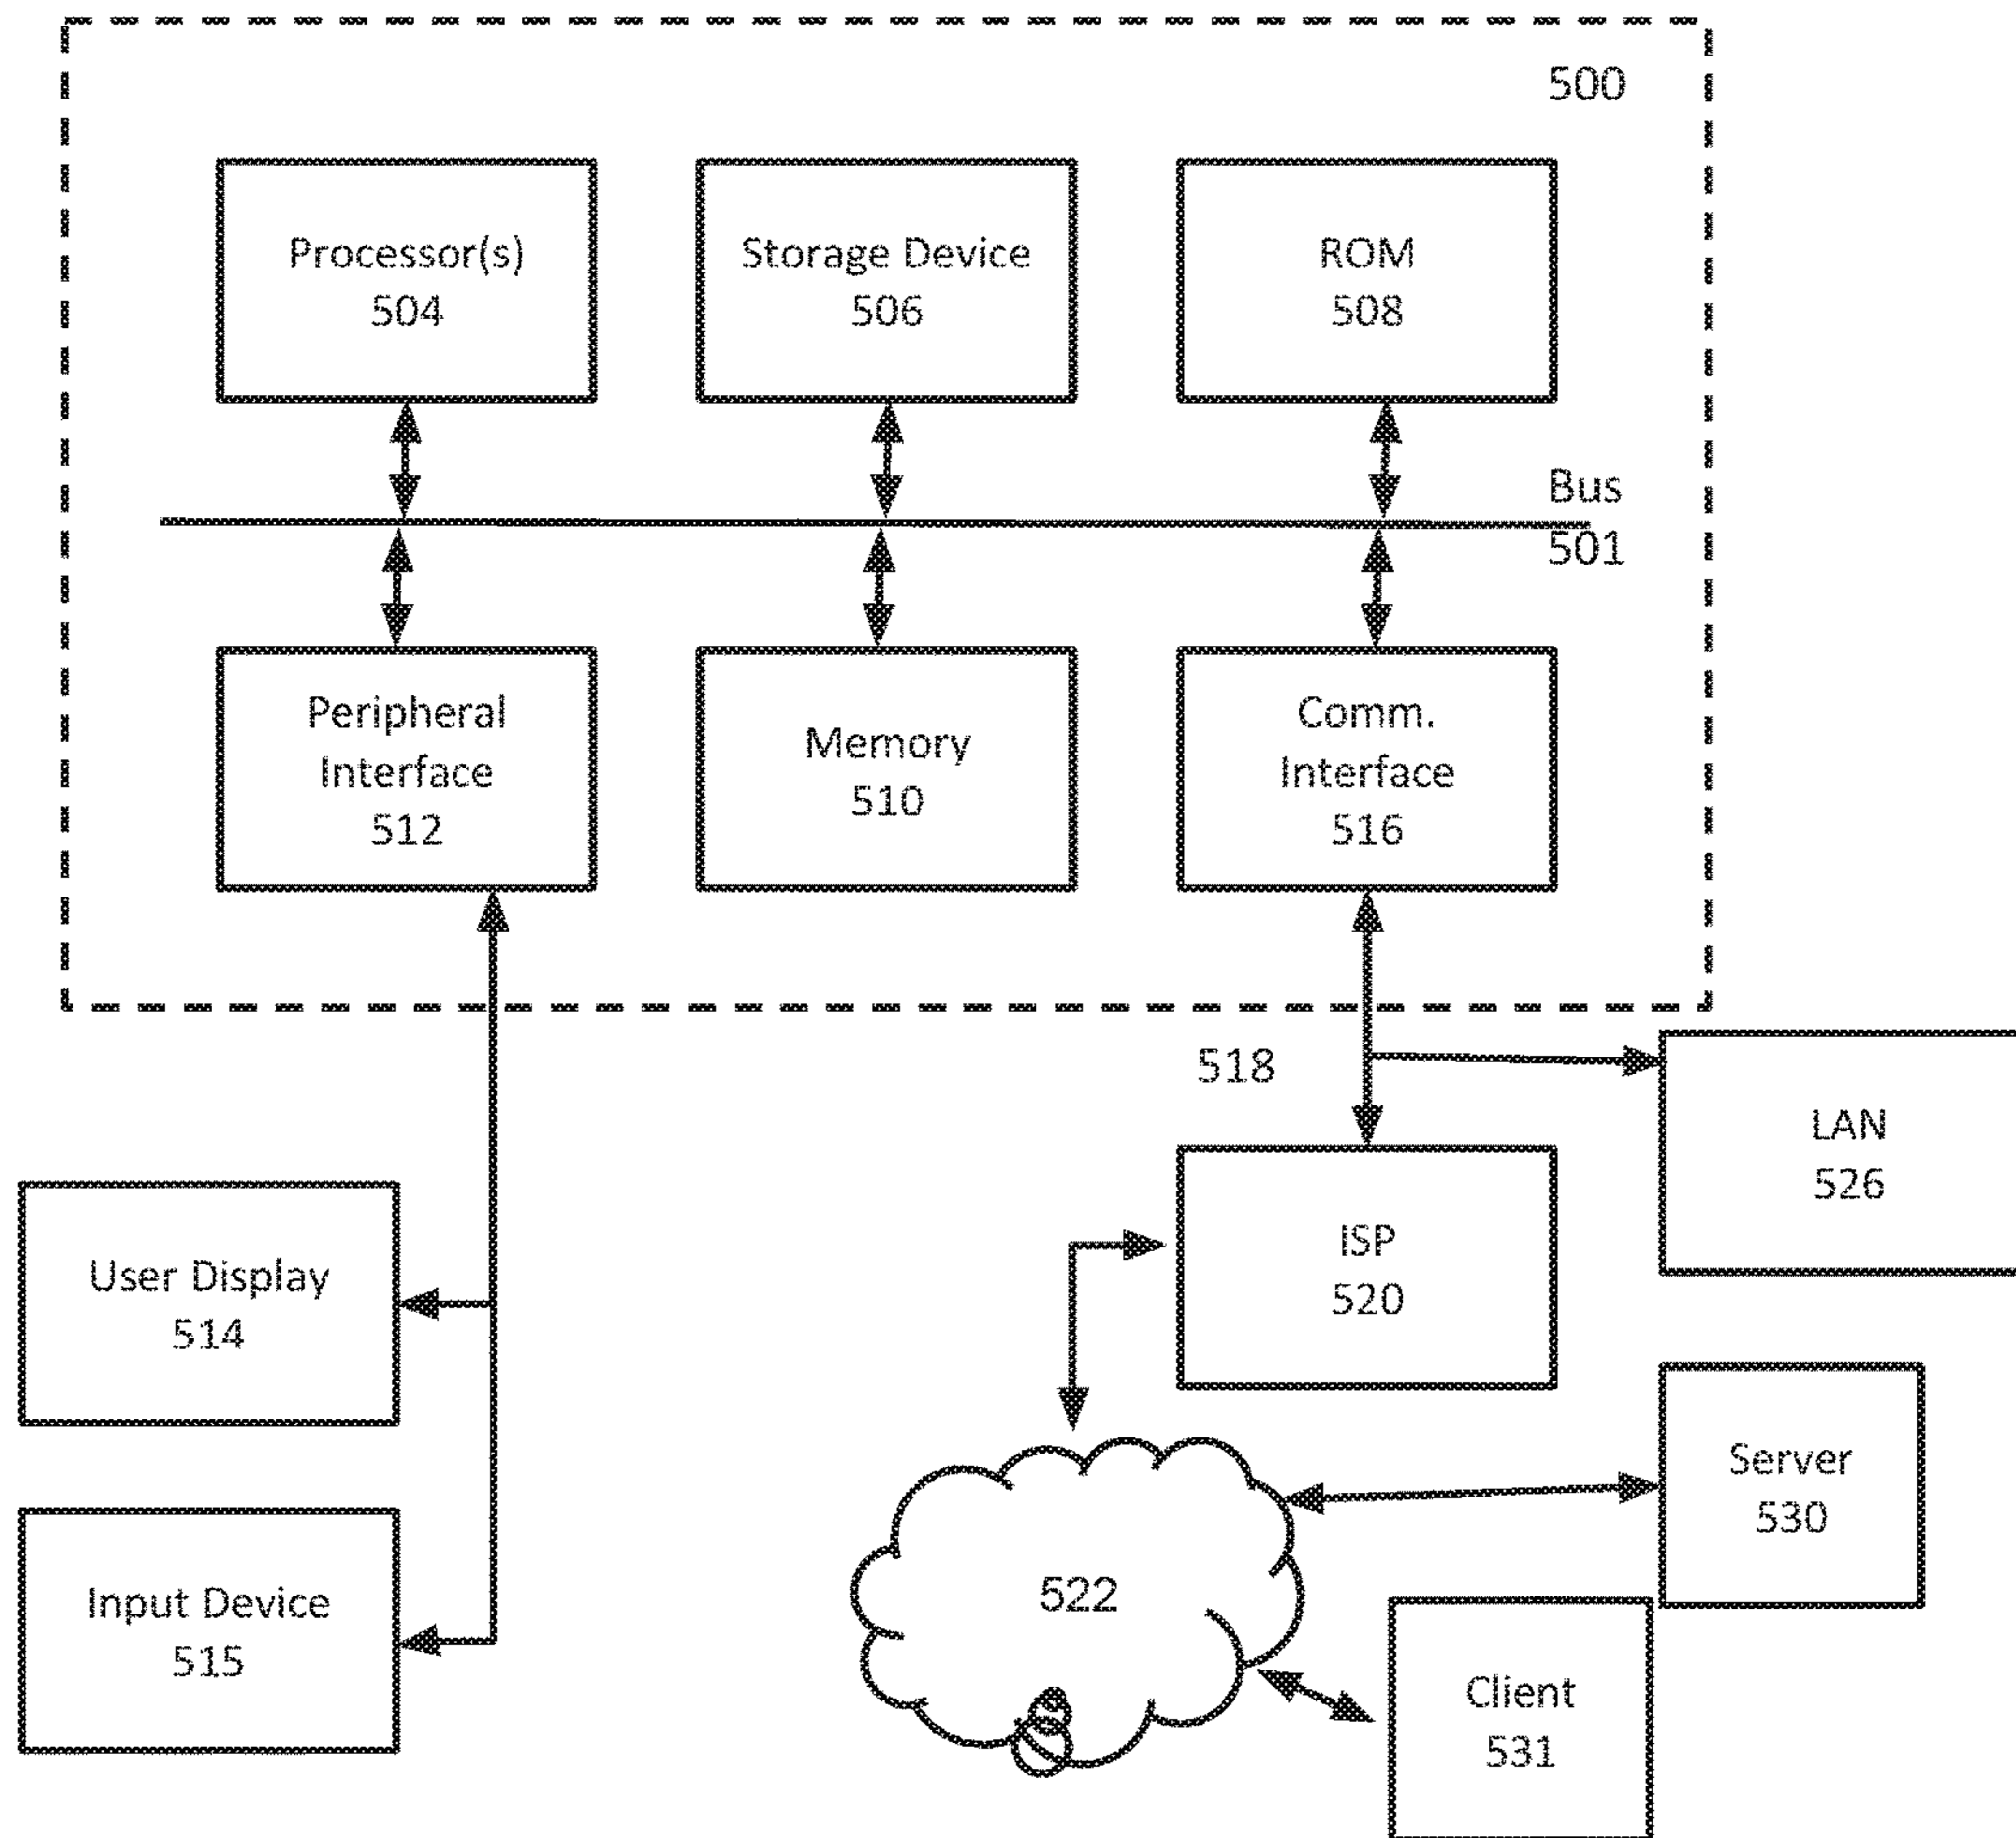 500
Processor(s)
504
Storage Device
506
ROM
508
Bus
501
Peripheral
Interface
512
Memory
510
Comm.
Interface
516
518
LAN
526
ISP
520
User Display
514
Server
530
522
Input Device
515
Client
531